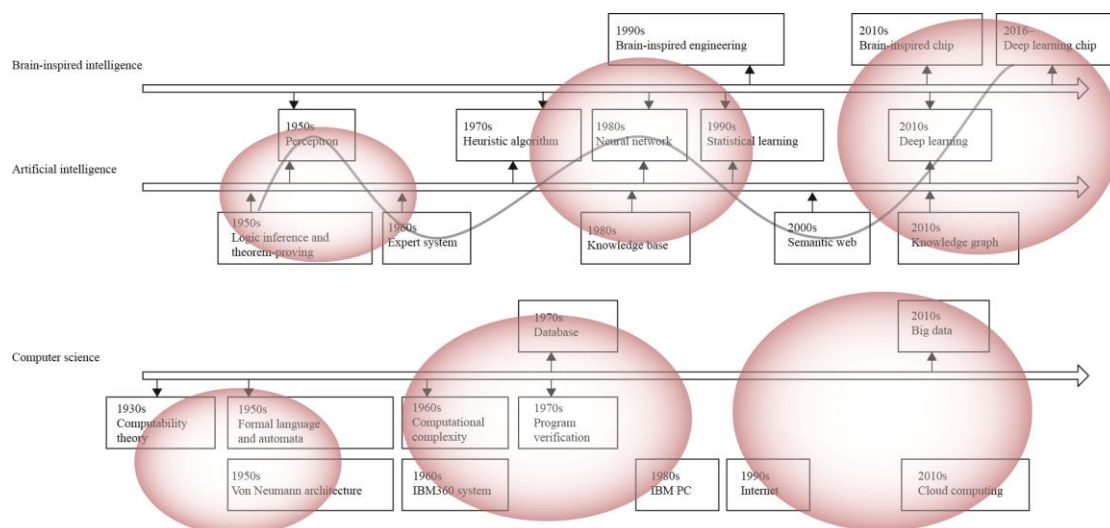 1990s
Brain-inspired engineering
2010s
Brain-inspired chip
2016–
Deep learning chip
Brain-inspired intelligence
1950s
Perceptron
1970s
Heuristic algorithm
1980s
Neural network
1990s
Statistical learning
2010s
Deep learning
Artificial intelligence
1950s
Logic inference and
theorem-proving
1960s
Expert system
1980s
Knowledge base
2000s
Semantic web
2010s
Knowledge graph
1970s
Database
2010s
Big data
Computer science
1930s
Computability
theory
1950s
Formal language
and automata
1960s
Computational
complexity
1970s
Program
verification
1950s
Von Neumann architecture
1960s
IBM360 system
1980s
IBM PC
1990s
Internet
2010s
Cloud computing